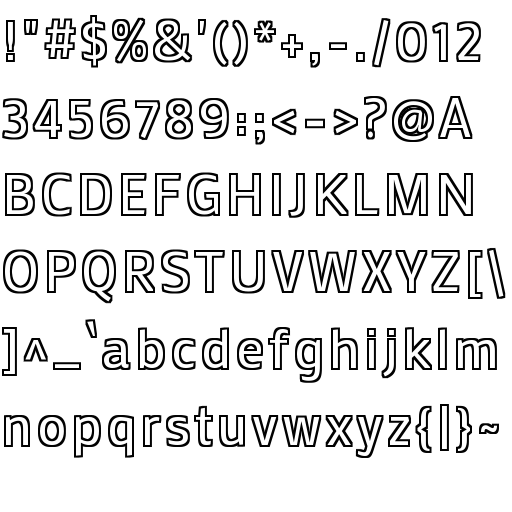 !"#$%&'()*+,-./012
3456789:;<->?@A
BCDEFGHIJKLMN
OPQRSTUVWXYZ[\
]^_`abcdefghijklm
nopqrstuvwxyz{|}~